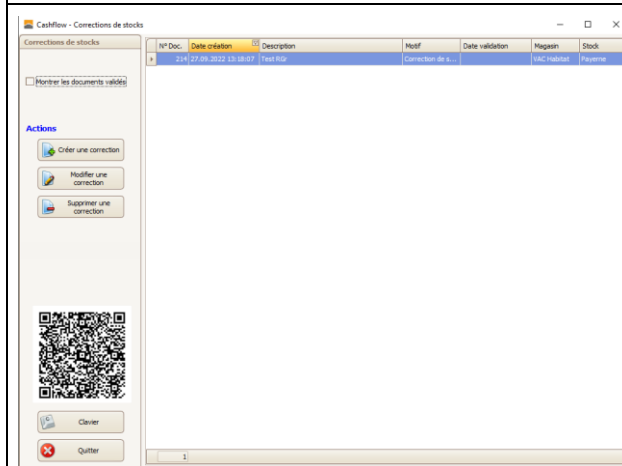 Cashflow - Corrections de stocks
Corrections de stocks
N° Doc. Date création Description Motif Date validation Magasin Stock
214 27.09.2022 13:18:07 Test RGr Correction de s... VAC Habitat Payerne
Montrer les documents validés
Actions
Créer une correction
Modifier une
correction
Supprimer une
correction
Clavier
Quitter
1